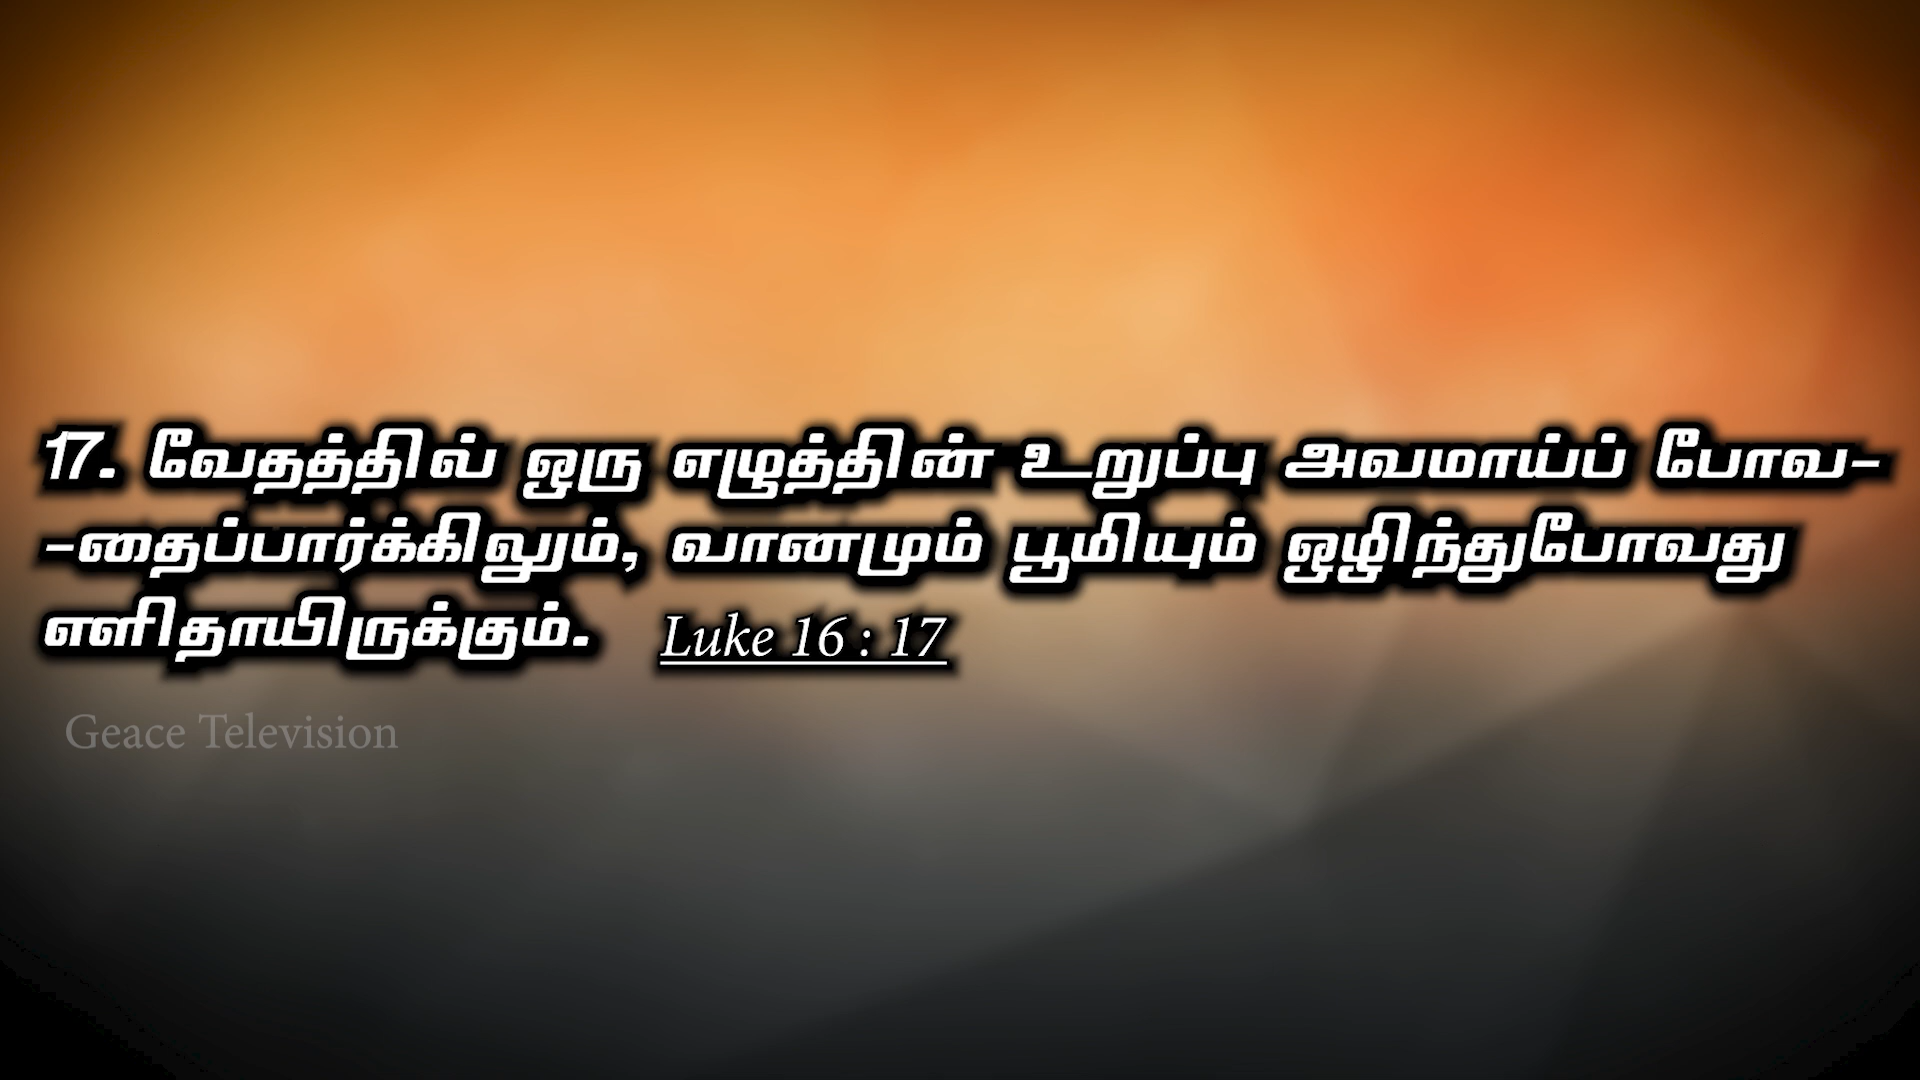 17. வேதத்தில் ஒரு எழுத்தின் உறுப்பு அவமாய்ப் போவ-
-தைப்பார்க்கிலும், வானமும் பூமியும் ஒழிந்துபோவது
எளிதாயிருக்கும். Luke 16 : 17
Geace Television